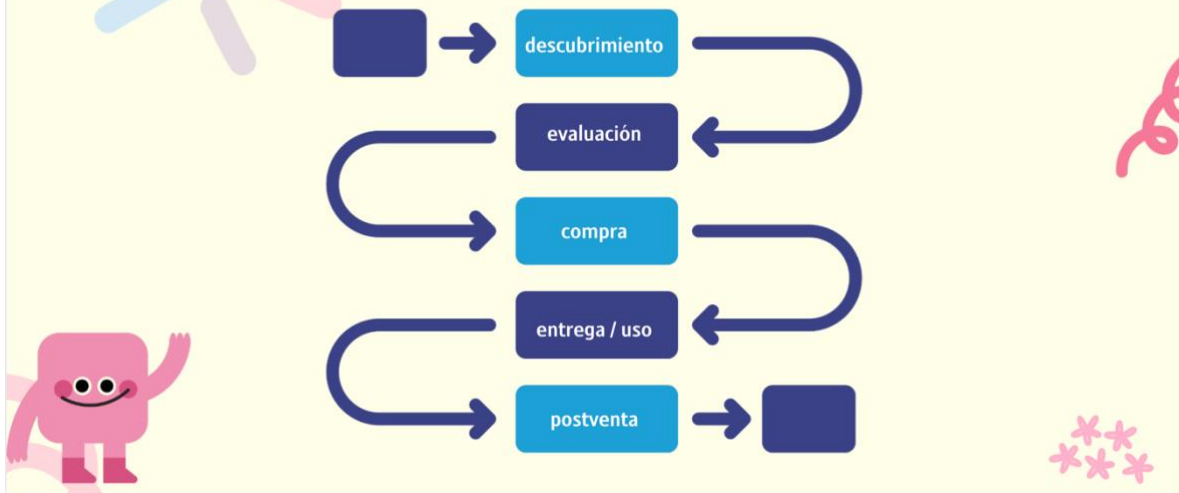 descubrimiento
evaluación
compra
entrega / uso
postventa